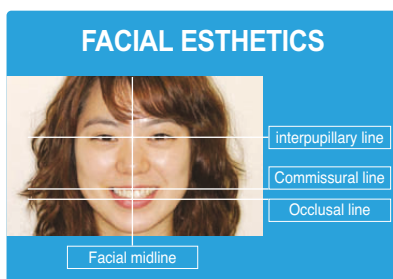 FACIAL ESTHETICS
interpupillary line
Commissural line
Occlusal line
Facial midline